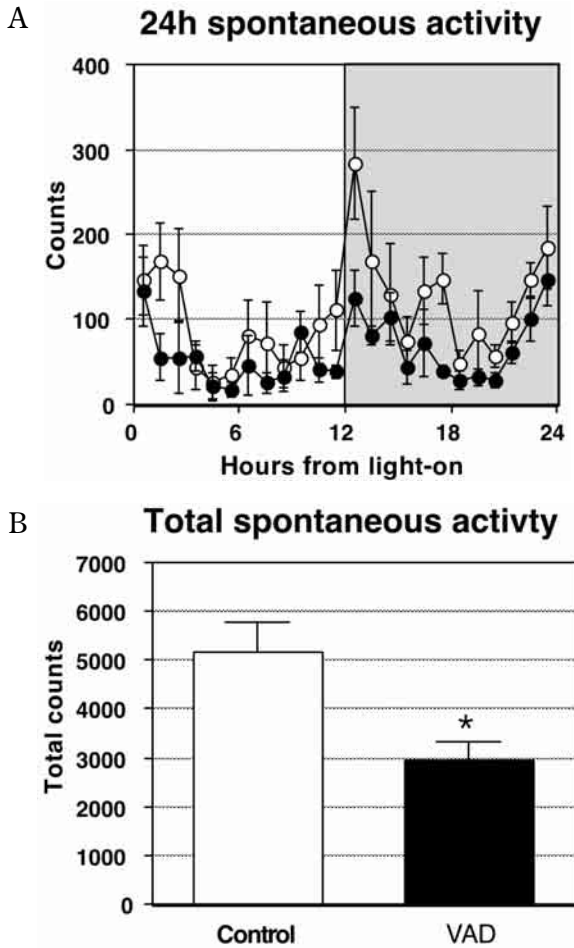 A
24h spontaneous activity
400
300
200
100
0
Counts
0 6 12 18 24
Hours from light-on
B
Total spontaneous activty
7000
6000
5000
4000
3000
2000
1000
0
Total counts
*
Control VAD